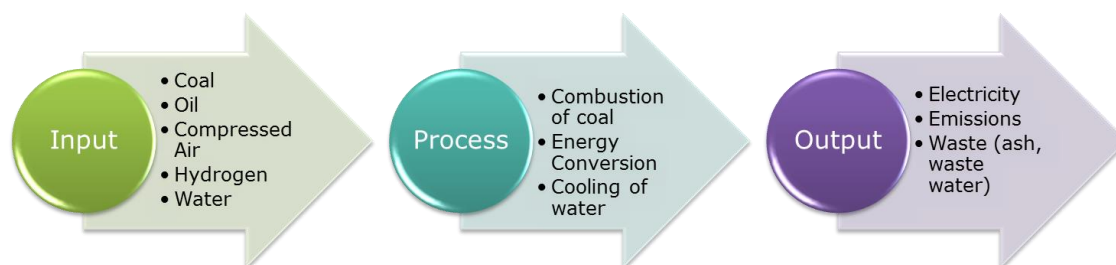 Input
• Coal
• Oil
• Compressed
Air
• Hydrogen
• Water
Process
• Combustion
of coal
• Energy
Conversion
• Cooling of
water
Output
• Electricity
• Emissions
• Waste (ash,
waste
water)